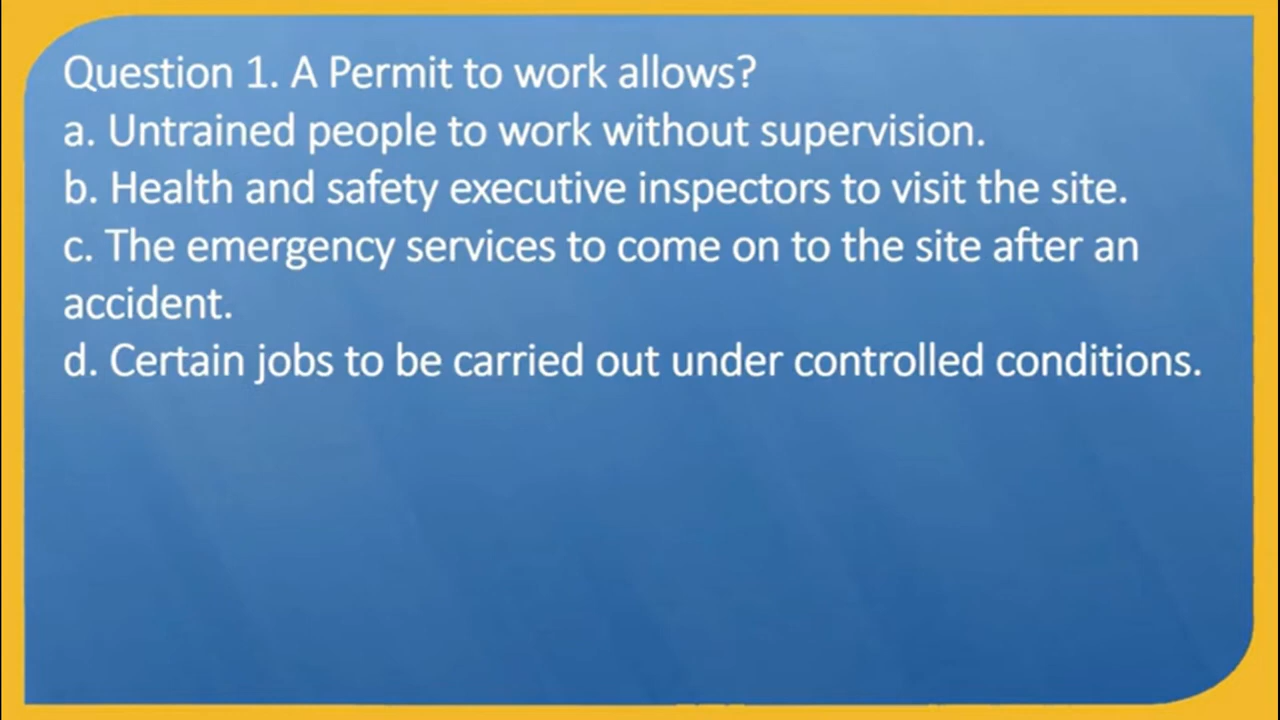 Question 1. A Permit to work allows?
a. Untrained people to work without supervision.
b. Health and safety executive inspectors to visit the site.
c. The emergency services to come on to the site after an
accident.
d. Certain jobs to be carried out under controlled conditions.